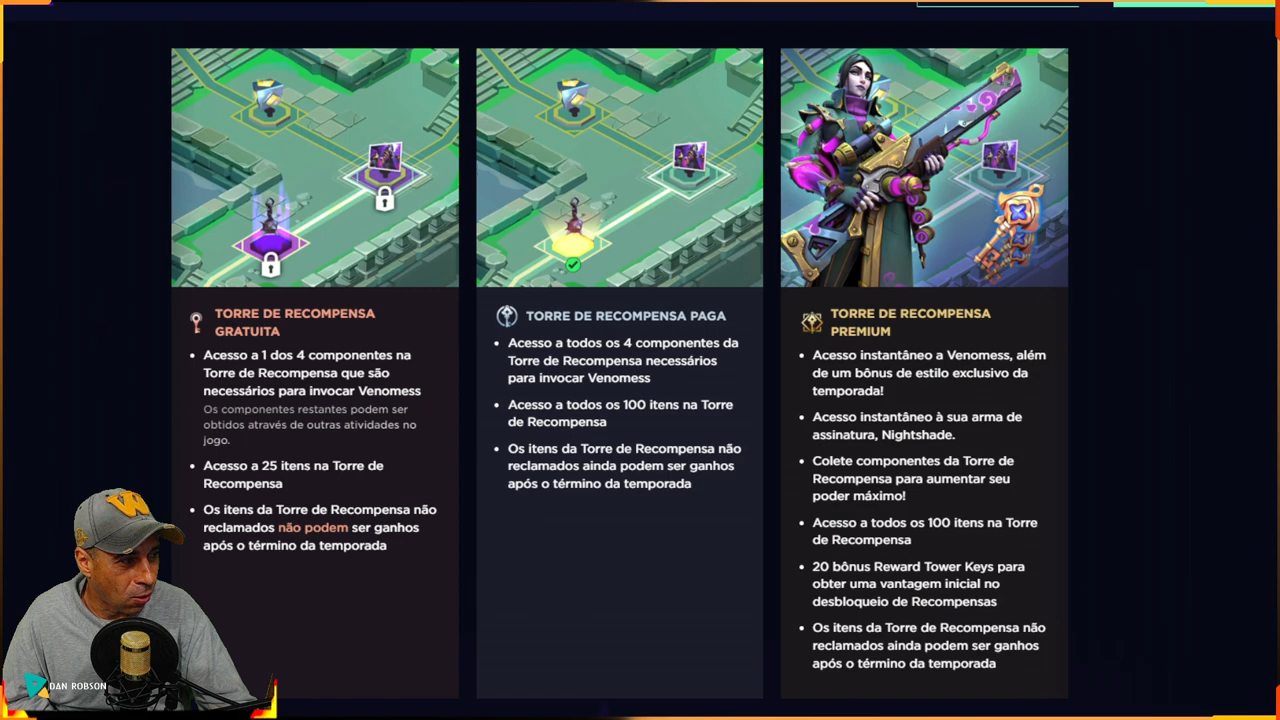 TORRE DE RECOMPENSA
GRATUITA
• Acesso a 1 dos 4 componentes na
Torre de Recompensa que são
necessários para invocar Venomess
Os componentes restantes podem ser
obtidos através de outras atividades no
jogo.
• Acesso a 25 itens na Torre de
Recompensa
• Os itens da Torre de Recompensa não
reclamados não podem ser ganhos
após o término da temporada
TORRE DE RECOMPENSA PAGA
• Acesso a todos os 4 componentes da
Torre de Recompensa necessários
para invocar Venomess
• Acesso a todos os 100 itens na Torre
de Recompensa
• Os itens da Torre de Recompensa não
reclamados ainda podem ser ganhos
após o término da temporada
TORRE DE RECOMPENSA
PREMIUM
• Acesso instantâneo a Venomess, além
de um bônus de estilo exclusivo da
temporada!
• Acesso instantâneo à sua arma de
assinatura, Nightshade.
• Colete componentes da Torre de
Recompensa para aumentar seu
poder máximo!
• Acesso a todos os 100 itens na Torre
de Recompensa
• 20 bônus Reward Tower Keys para
obter uma vantagem inicial no
desbloqueio de Recompensas
• Os itens da Torre de Recompensa não
reclamados ainda podem ser ganhos
após o término da temporada
W
DAN ROBSON